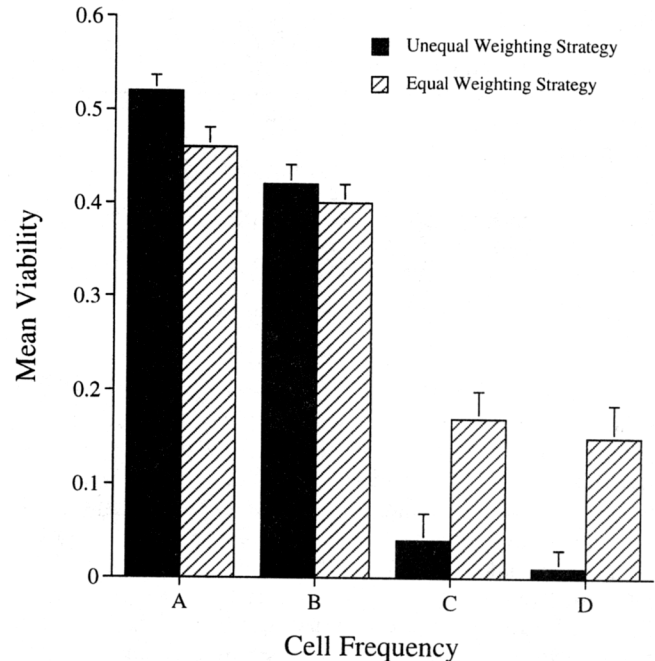 0.6
Unequal Weighting Strategy
Equal Weighting Strategy
0.5
0.4
0.3
0.2
0.1
0
Mean Viability
A B C D
Cell Frequency